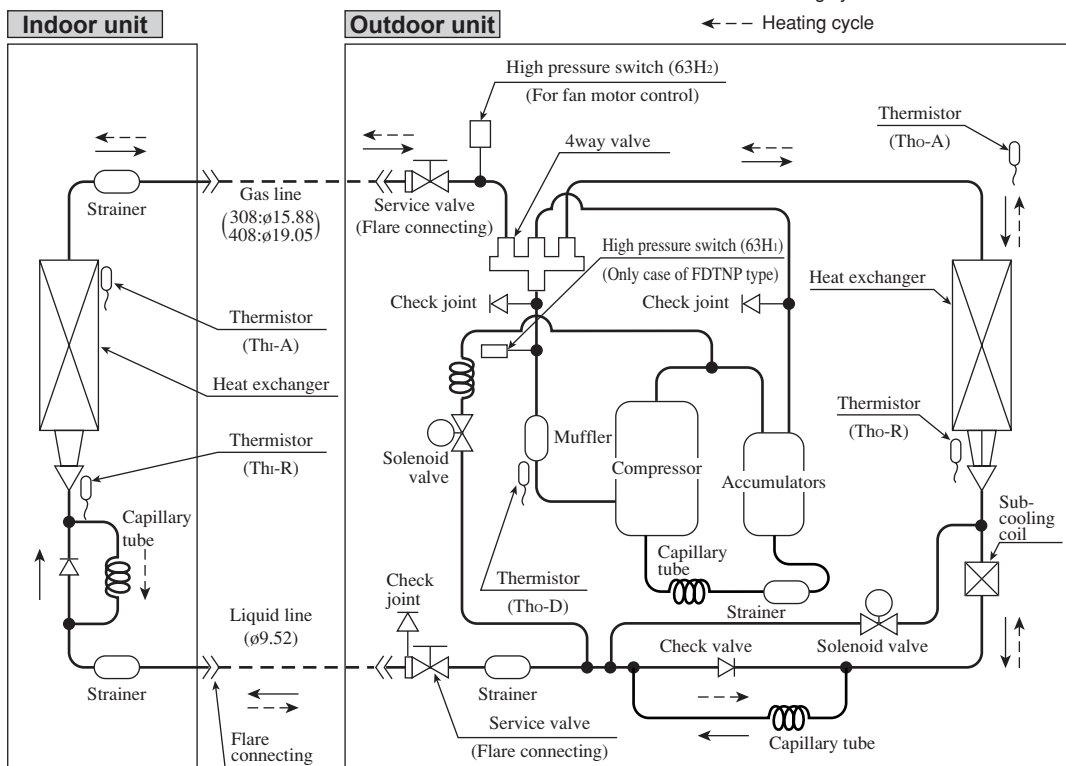 Indoor unit
Outdoor unit
Heating cycle
High pressure switch (63H2)
(For fan motor control)
4way valve
Thermistor
(Tho-A)
Strainer
Gas line
(308:ø15.88
408:ø19.05)
Service valve
(Flare connecting)
High pressure switch (63H1)
(Only case of FDTNP type)
Check joint
Check joint
Heat exchanger
Thermistor
(ThI-A)
Heat exchanger
Thermistor
(Tho-R)
Thermistor
(ThI-R)
Solenoid
valve
Muffler
Compressor
Accumulators
Capillary
tube
Sub-
cooling
coil
Capillary
tube
Strainer
Check
joint
Thermistor
(Tho-D)
Liquid line
(ø9.52)
Check valve
Solenoid valve
Strainer
Strainer
Service valve
(Flare connecting)
Capillary tube
Flare
connecting